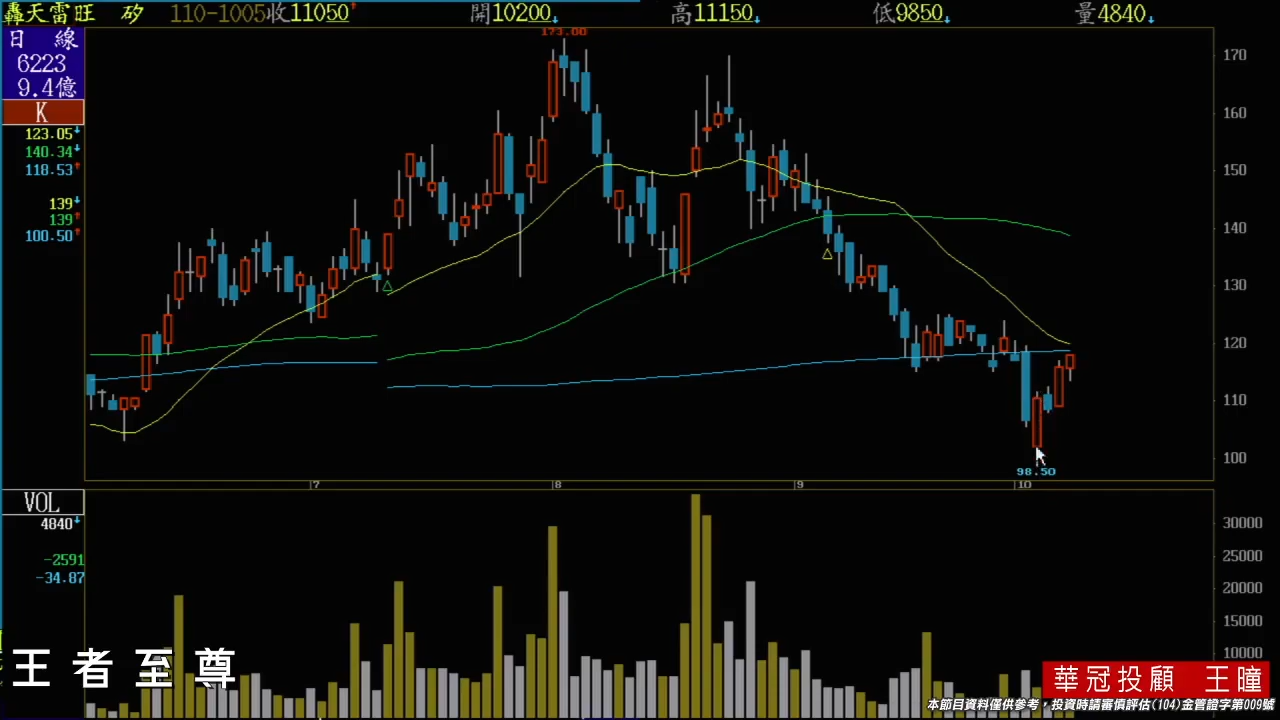 轟天雷旺 矽 110-1005收11050↑ 開10200↓ 高11150↓ 低9850↓ 量4840↓
日 線
6223
9.4億
K
123.05↓
140.34↓
118.53↑
139↓
139↑
100.50↑
173.00
170
160
150
140
130
120
110
100
98.50
7 8 9 10
VOL
4840↓
-2591
-34.87
30000
25000
20000
15000
10000
王者至尊
華冠投顧 王瞳
本節目資料僅供參考，投資時請審慎評估(104)金管證字第009號